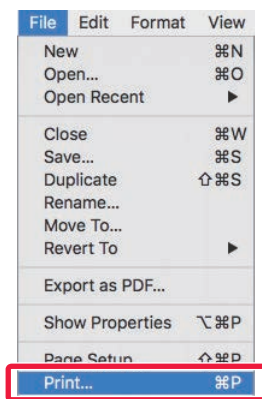 File Edit Format View
New ⌘N
Open... ⌘O
Open Recent ▶
Close ⌘W
Save... ⌘S
Duplicate ⇧⌘S
Rename...
Move To...
Revert To ▶
Export as PDF...
Show Properties ⌥⌘P
Page Setup ⇧⌘P
Print... ⌘P